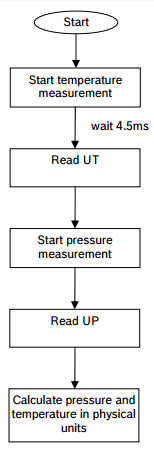 Start
Start temperature
measurement
wait 4.5ms
Read UT
Start pressure
measurement
Read UP
Calculate pressure and
temperature in physical
units